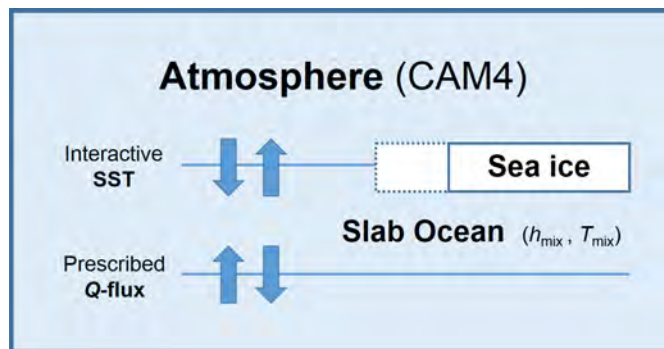 Atmosphere (CAM4)
Interactive
SST
Sea ice
Slab Ocean (hmix , Tmix)
Prescribed
Q-flux